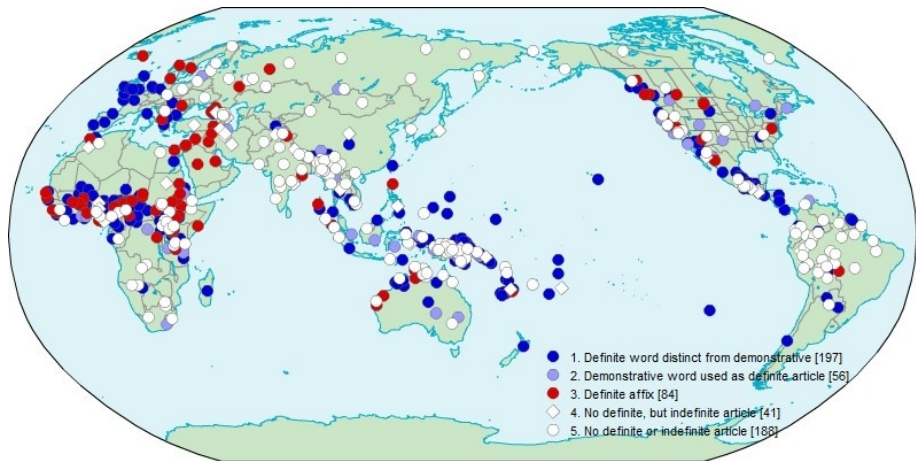 1. Definite word distinct from demonstrative [197]
2. Demonstrative word used as definite article [56]
3. Definite affix [84]
4. No definite, but indefinite article [41]
5. No definite or indefinite article [188]